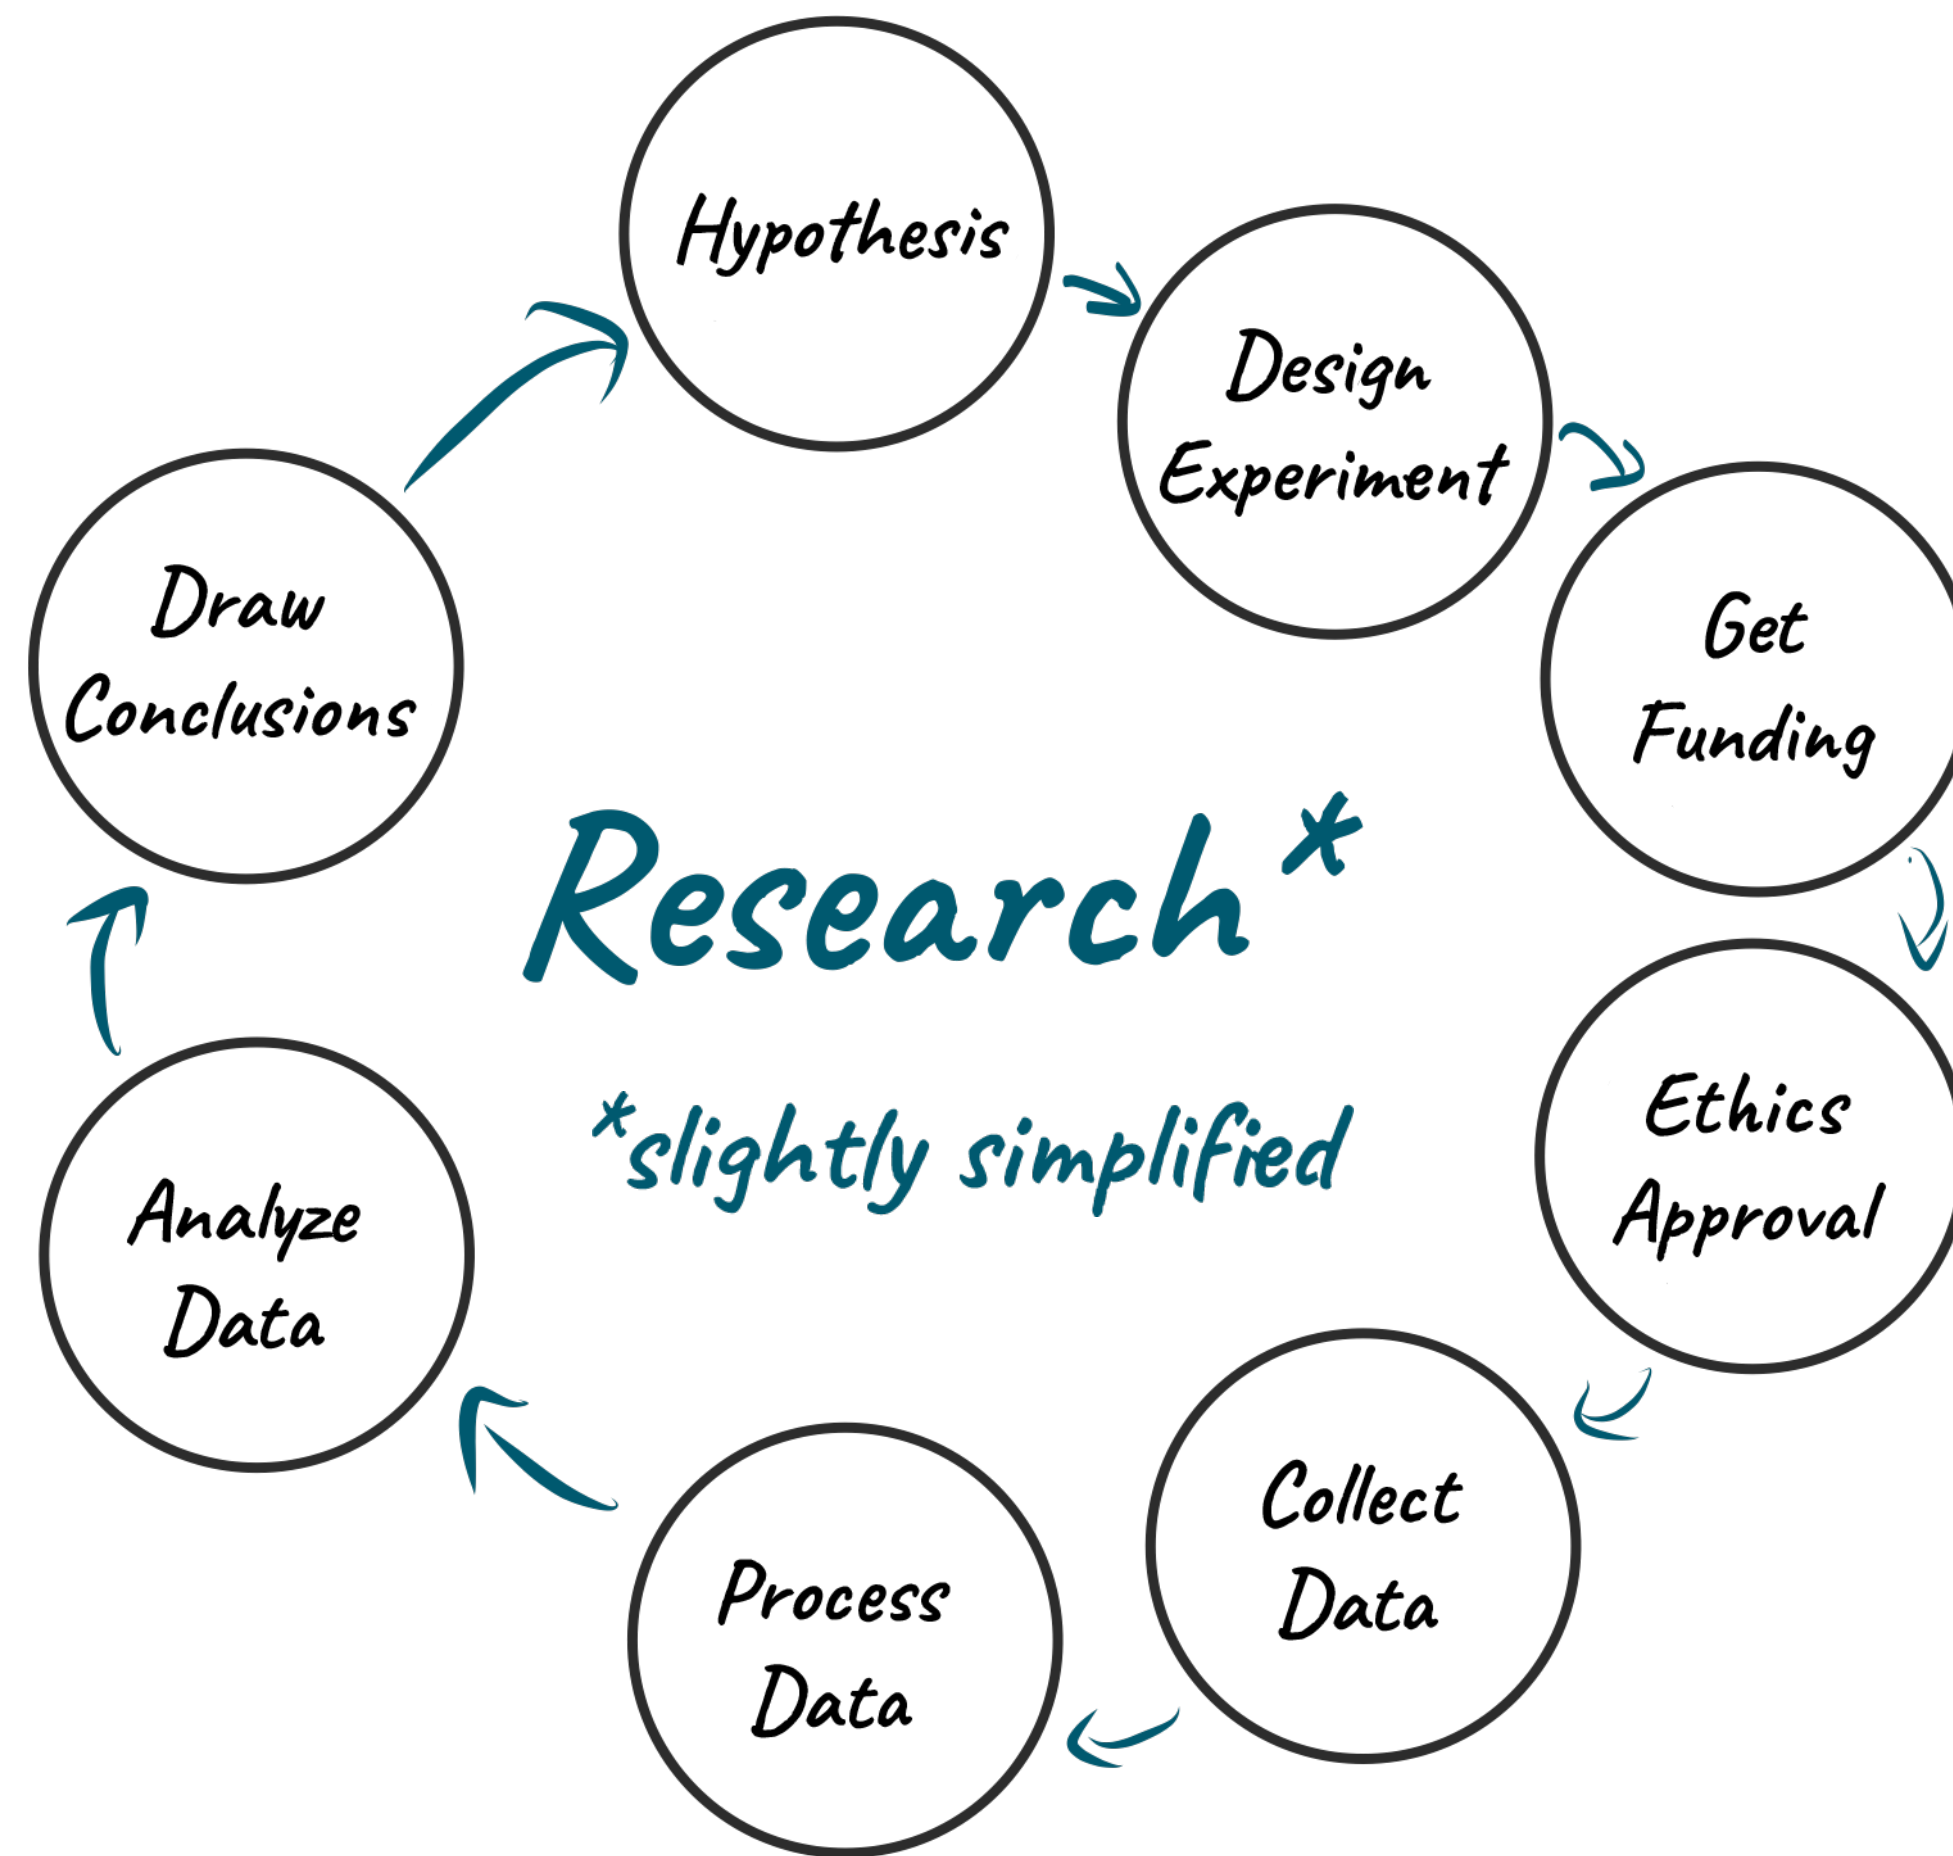 Hypothesis
Design
Experiment
Get
Funding
Ethics
Approval
Collect
Data
Process
Data
Analyze
Data
Draw
Conclusions
Research*
*slightly simplified